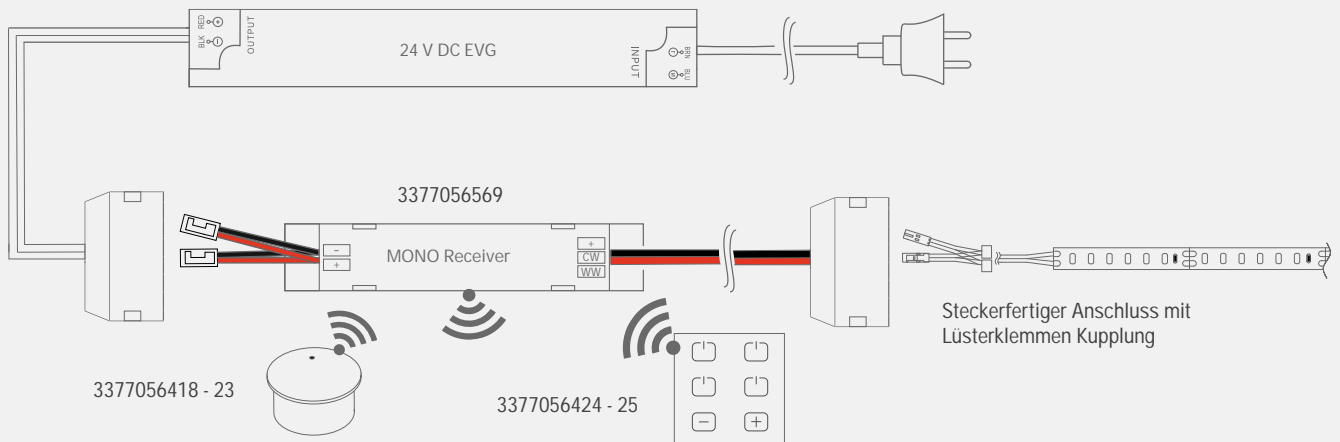 RED +
BLK −
OUTPUT
24 V DC EVG
INPUT
L BRN
N BLU
3377056569
MONO Receiver
-
+
+
CW
WW
Steckerfertiger Anschluss mit
Lüsterklemmen Kupplung
3377056418 - 23
3377056424 - 25
− +